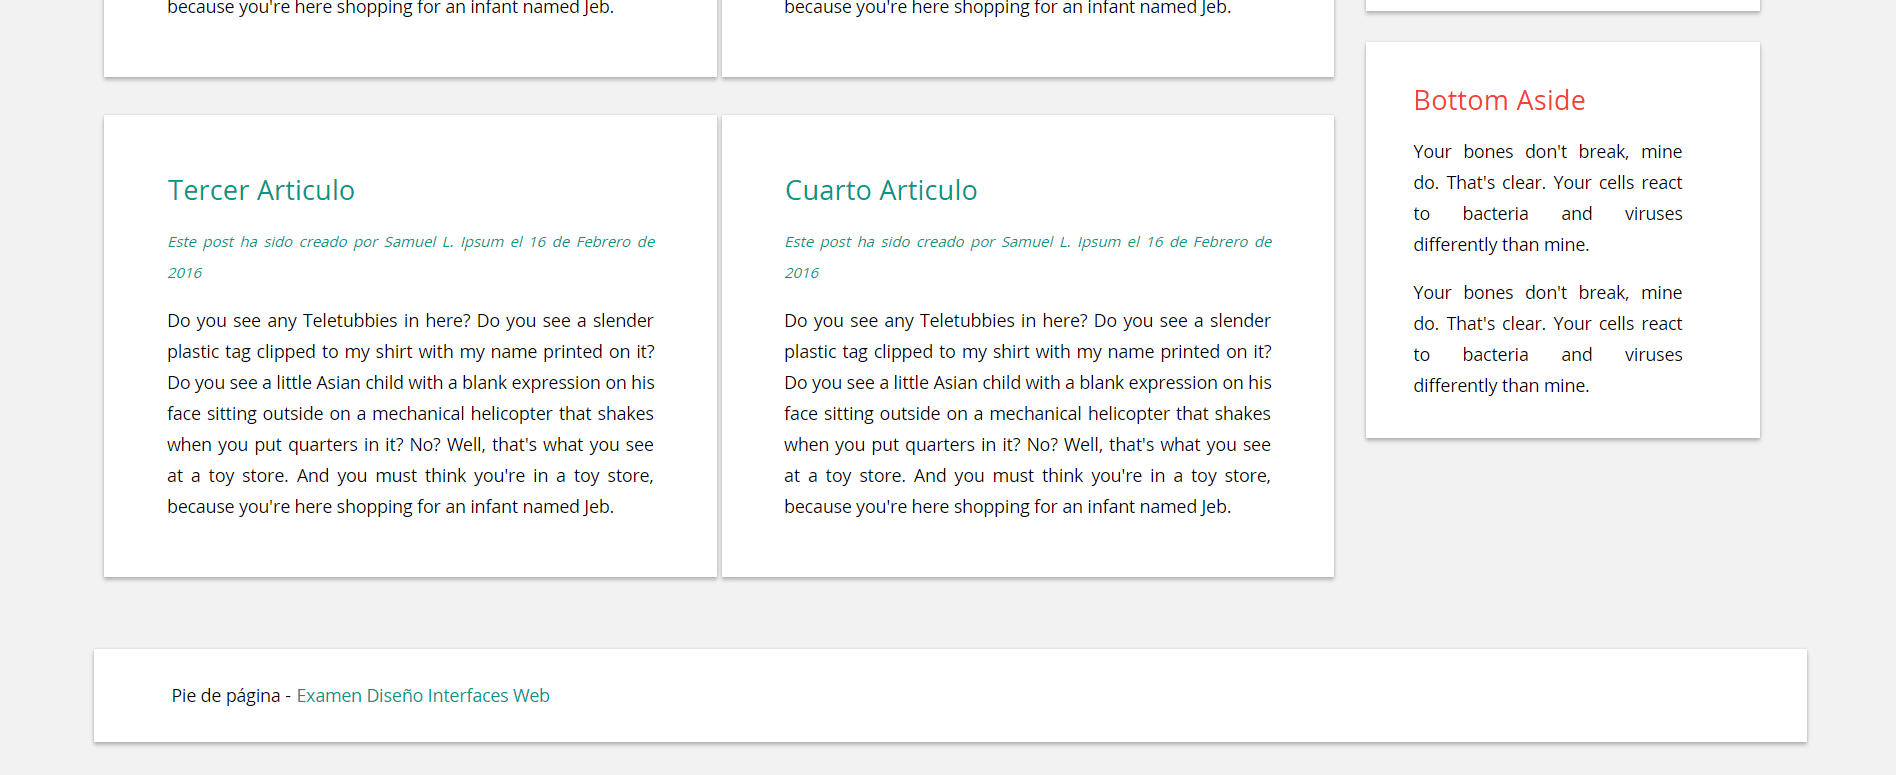 because you're here shopping for an infant named Jeb.
because you're here shopping for an infant named Jeb.
Tercer Articulo
Este post ha sido creado por Samuel L. Ipsum el 16 de Febrero de
2016
Do you see any Teletubbies in here? Do you see a slender
plastic tag clipped to my shirt with my name printed on it?
Do you see a little Asian child with a blank expression on his
face sitting outside on a mechanical helicopter that shakes
when you put quarters in it? No? Well, that's what you see
at a toy store. And you must think you're in a toy store,
because you're here shopping for an infant named Jeb.
Cuarto Articulo
Este post ha sido creado por Samuel L. Ipsum el 16 de Febrero de
2016
Do you see any Teletubbies in here? Do you see a slender
plastic tag clipped to my shirt with my name printed on it?
Do you see a little Asian child with a blank expression on his
face sitting outside on a mechanical helicopter that shakes
when you put quarters in it? No? Well, that's what you see
at a toy store. And you must think you're in a toy store,
because you're here shopping for an infant named Jeb.
Bottom Aside
Your bones don't break, mine
do. That's clear. Your cells react
to bacteria and viruses
differently than mine.
Your bones don't break, mine
do. That's clear. Your cells react
to bacteria and viruses
differently than mine.
Pie de página - Examen Diseño Interfaces Web